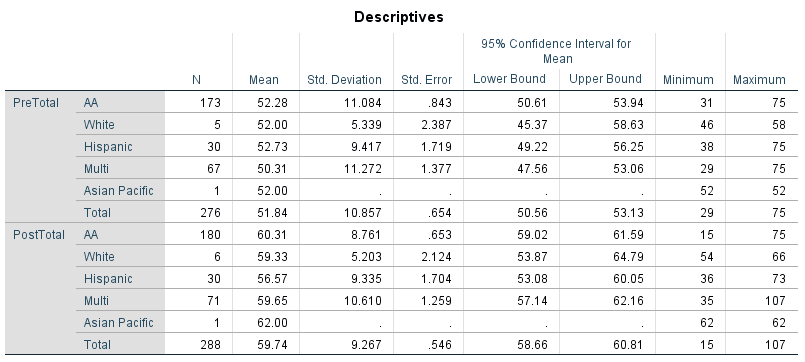 Descriptives
95% Confidence Interval for
Mean
N Mean Std. Deviation Std. Error Lower Bound Upper Bound Minimum Maximum
PreTotal AA 173 52.28 11.084 .843 50.61 53.94 31 75
White 5 52.00 5.339 2.387 45.37 58.63 46 58
Hispanic 30 52.73 9.417 1.719 49.22 56.25 38 75
Multi 67 50.31 11.272 1.377 47.56 53.06 29 75
Asian Pacific 1 52.00 . . . . 52 52
Total 276 51.84 10.857 .654 50.56 53.13 29 75
PostTotal AA 180 60.31 8.761 .653 59.02 61.59 15 75
White 6 59.33 5.203 2.124 53.87 64.79 54 66
Hispanic 30 56.57 9.335 1.704 53.08 60.05 36 73
Multi 71 59.65 10.610 1.259 57.14 62.16 35 107
Asian Pacific 1 62.00 . . . . 62 62
Total 288 59.74 9.267 .546 58.66 60.81 15 107